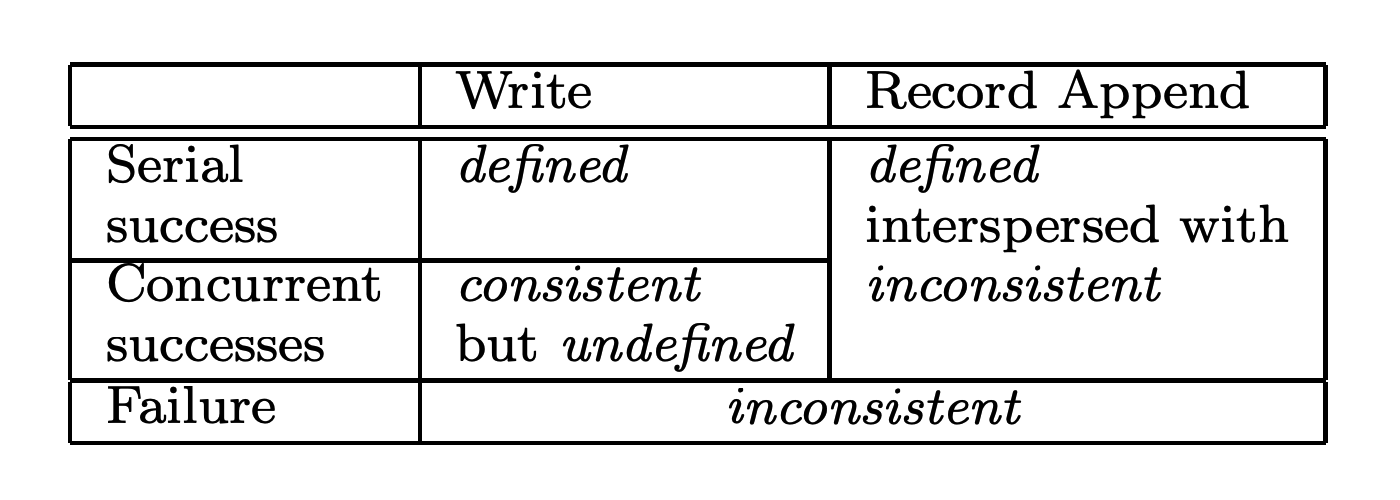 Write Record Append
Serial success
defined
defined interspersed with inconsistent
Concurrent successes
consistent but undefined
Failure
inconsistent